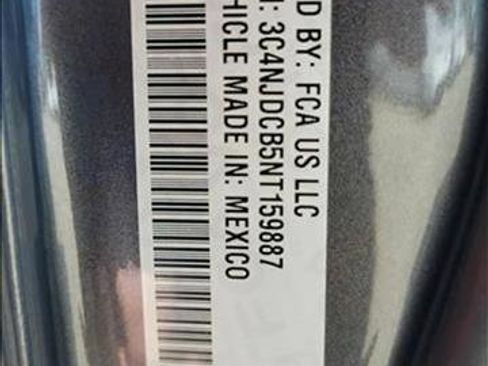 D BY: FCA US LLC
: 3C4NJDCB5NT159887
HICLE MADE IN: MEXICO